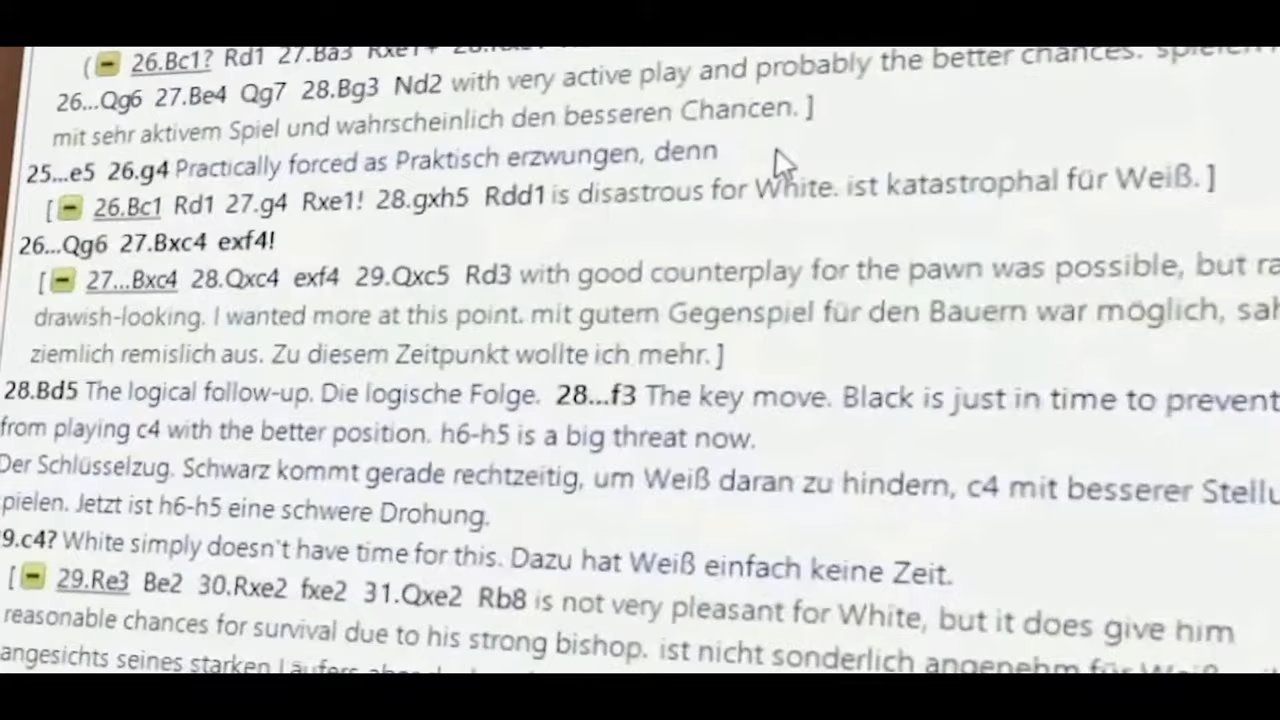 ( 26.Bc1? Rd1 27.Ba3 Rxe1+
26...Qg6 27.Be4 Qg7 28.Bg3 Nd2 with very active play and probably the better chances. spielen
mit sehr aktivem Spiel und wahrscheinlich den besseren Chancen. ]
25...e5 26.g4 Practically forced as Praktisch erzwungen, denn
[ 26.Bc1 Rd1 27.g4 Rxe1! 28.gxh5 Rdd1 is disastrous for White. ist katastrophal für Weiß. ]
26...Qg6 27.Bxc4 exf4!
[ 27...Bxc4 28.Qxc4 exf4 29.Qxc5 Rd3 with good counterplay for the pawn was possible, but ra
drawish-looking. I wanted more at this point. mit gutem Gegenspiel für den Bauern war möglich, sah
ziemlich remislich aus. Zu diesem Zeitpunkt wollte ich mehr. ]
28.Bd5 The logical follow-up. Die logische Folge. 28...f3 The key move. Black is just in time to prevent
from playing c4 with the better position. h6-h5 is a big threat now.
Der Schlüsselzug. Schwarz kommt gerade rechtzeitig, um Weiß daran zu hindern, c4 mit besserer Stellu
pielen. Jetzt ist h6-h5 eine schwere Drohung.
9.c4? White simply doesn't have time for this. Dazu hat Weiß einfach keine Zeit.
[ 29.Re3 Be2 30.Rxe2 fxe2 31.Qxe2 Rb8 is not very pleasant for White, but it does give him
reasonable chances for survival due to his strong bishop. ist nicht sonderlich angenehm für Weiß
angesichts seines starken Läufers